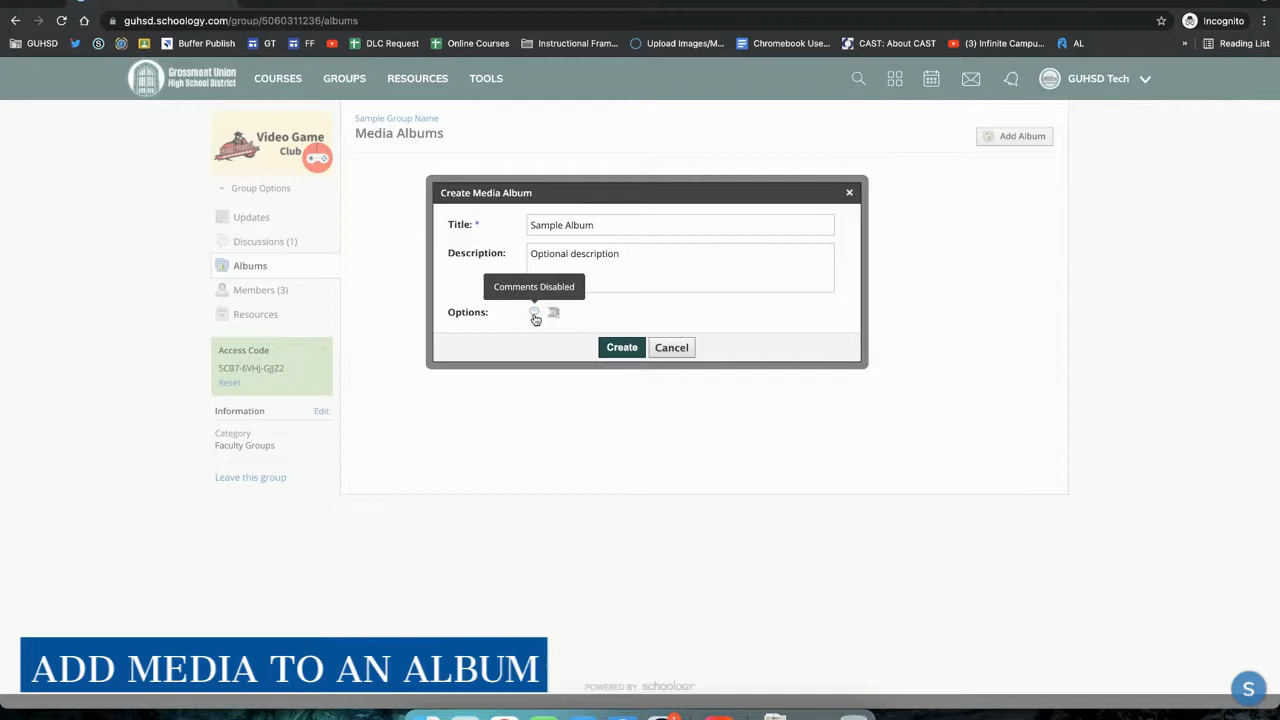 guhsd.schoology.com/group/5060311236/albums
Incognito
GUHSD
Buffer Publish
GT
FF
DLC Request
Online Courses
Instructional Fram...
Upload Images/M...
Chromebook Use...
CAST: About CAST
(3) Infinite Campu...
AL
»
Reading List
Grossmont Union
High School District
COURSES
GROUPS
RESOURCES
TOOLS
GUHSD Tech
Sample Group Name
Media Albums
Add Album
Video Game
Club
Group Options
Updates
Discussions (1)
Albums
Members (3)
Resources
Access Code
5CB7-6VHJ-GJJZ2
Reset
Information
Edit
Category
Faculty Groups
Leave this group
Create Media Album
Title: *
Sample Album
Description:
Optional description
Comments Disabled
Options:
Create
Cancel
ADD MEDIA TO AN ALBUM
POWERED BY schoology
S